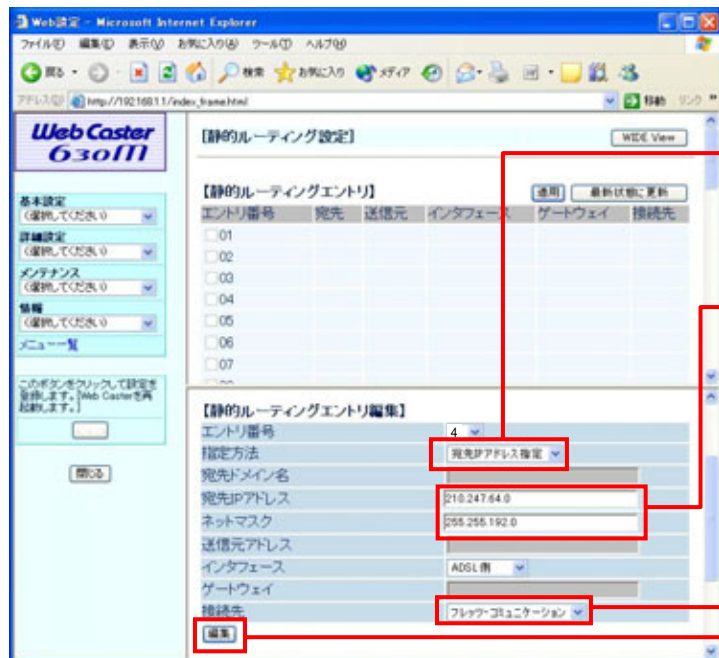 Web設定 - Microsoft Internet Explorer
ファイル(F) 編集(E) 表示(V) お気に入り(A) ツール(T) ヘルプ(H)
戻る 検索 お気に入り メディア
アドレス(D) http://192.168.1.1/index_frame.html 移動 リンク
Web Caster
630M
基本設定
(選択してください)
詳細設定
(選択してください)
メンテナンス
(選択してください)
情報
(選択してください)
メニュー一覧
このボタンをクリックして設定を
登録します。[Web Casterを再
起動します。]
閉じる
【静的ルーティング設定】 WIDE View
【静的ルーティングエントリ】 適用 最新状態に更新
エントリ番号 宛先 送信元 インタフェース ゲートウェイ 接続先
01
02
03
04
05
06
07
【静的ルーティングエントリ編集】
エントリ番号 4
指定方法 宛先IPアドレス指定
宛先ドメイン名
宛先IPアドレス 210.247.64.0
ネットマスク 255.255.192.0
送信元アドレス
インタフェース ADSL側
ゲートウェイ
接続先 フレッツ・コミュニケーション
編集